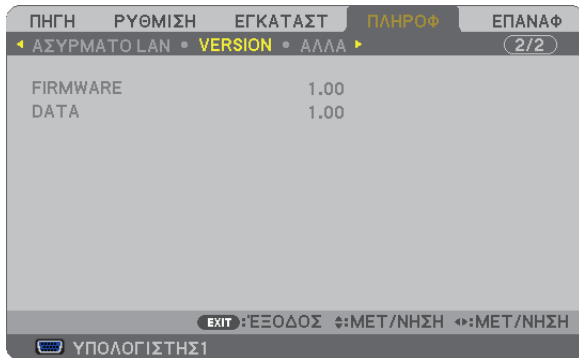 ΠΗΓΗ ΡΥΘΜΙΣΗ ΕΓΚΑΤΑΣΤ ΠΛΗΡΟΦ ΕΠΑΝΑΦ
ΑΣΥΡΜΑΤΟ LAN • VERSION • ΑΛΛΑ 2/2
FIRMWARE 1.00
DATA 1.00
EXIT :ΈΞΟΔΟΣ :ΜΕΤ/ΝΗΣΗ :ΜΕΤ/ΝΗΣΗ
ΥΠΟΛΟΓΙΣΤΗΣ1